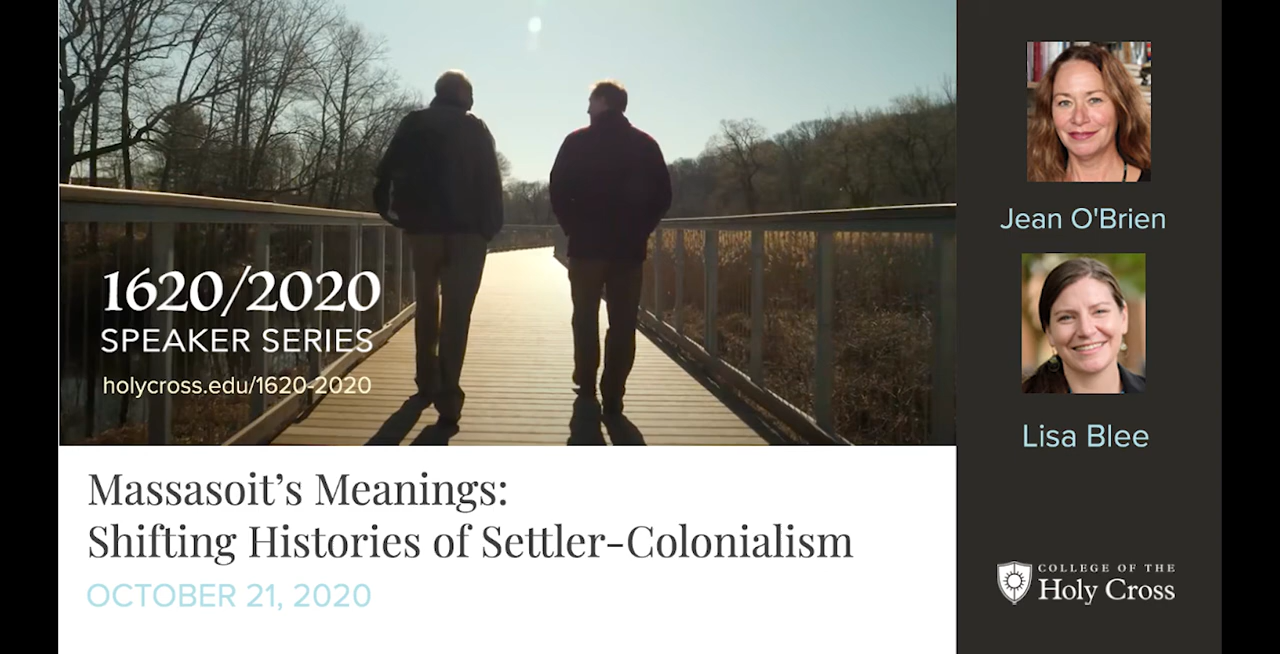 1620/2020
SPEAKER SERIES
holycross.edu/1620-2020
Massasoit’s Meanings:
Shifting Histories of Settler-Colonialism
OCTOBER 21, 2020
Jean O'Brien
Lisa Blee
COLLEGE OF THE
Holy Cross